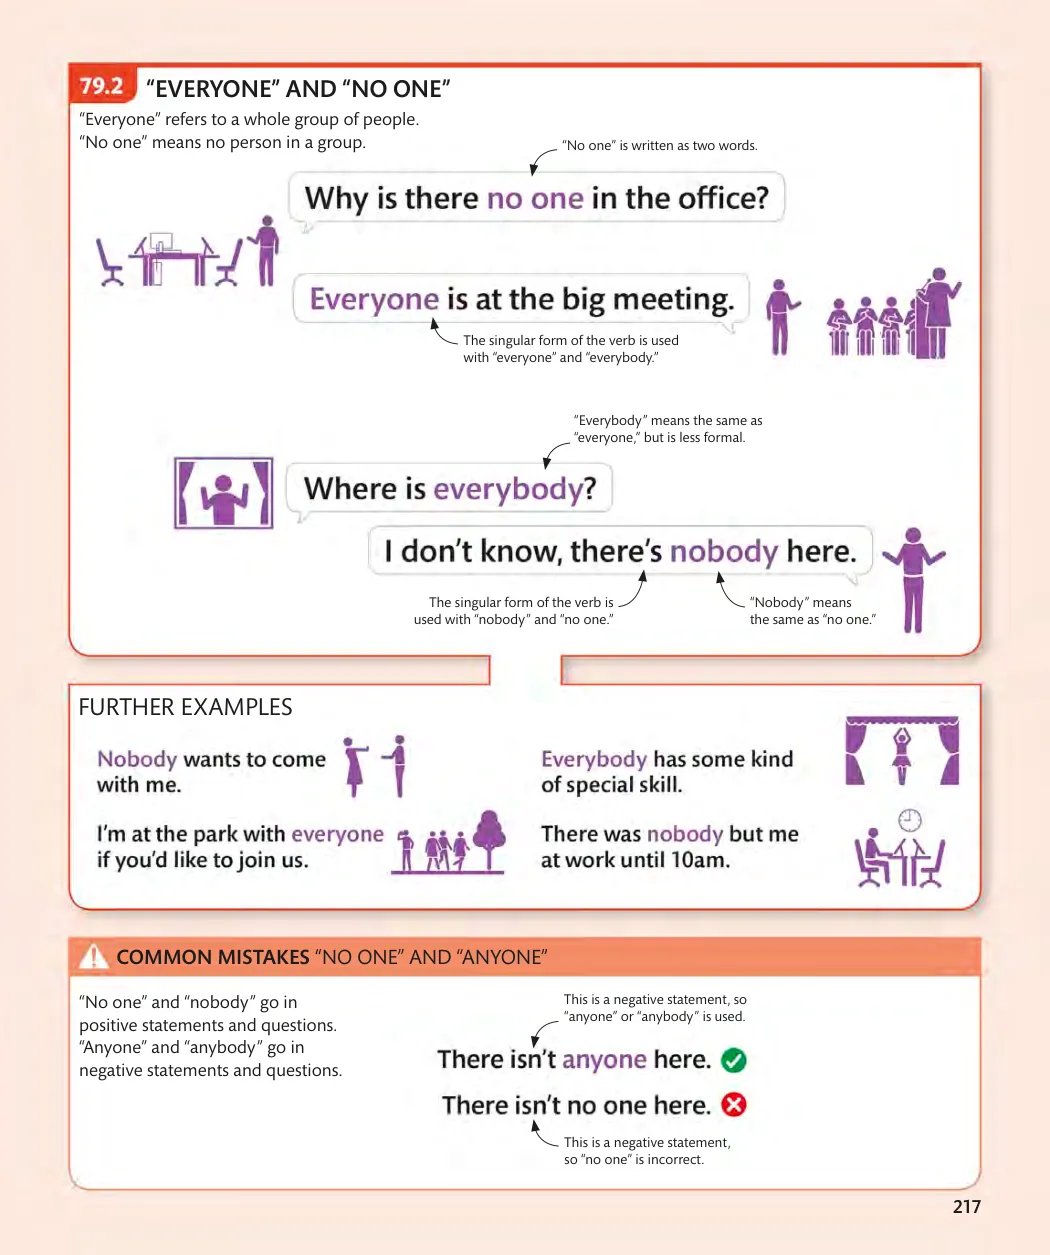 79.2 “EVERYONE” AND “NO ONE”
“Everyone” refers to a whole group of people.
“No one” means no person in a group.
“No one” is written as two words.
Why is there no one in the office?
Everyone is at the big meeting.
The singular form of the verb is used
with “everyone” and “everybody.”
“Everybody” means the same as
“everyone,” but is less formal.
Where is everybody?
I don’t know, there’s nobody here.
The singular form of the verb is
used with “nobody” and “no one.”
“Nobody” means
the same as “no one.”
FURTHER EXAMPLES
Nobody wants to come
with me.
Everybody has some kind
of special skill.
I’m at the park with everyone
if you’d like to join us.
There was nobody but me
at work until 10am.
COMMON MISTAKES “NO ONE” AND “ANYONE”
“No one” and “nobody” go in
positive statements and questions.
“Anyone” and “anybody” go in
negative statements and questions.
This is a negative statement, so
“anyone” or “anybody” is used.
There isn’t anyone here.
There isn’t no one here.
This is a negative statement,
so “no one” is incorrect.
217